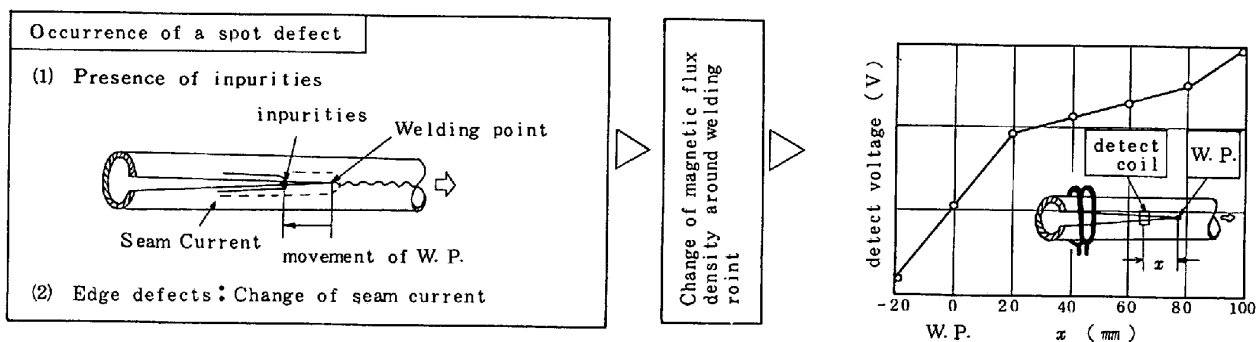 Occurrence of a spot defect
(1) Presence of inpurities
inpurities
Welding point
Seam Current
movement of W. P.
(2) Edge defects : Change of seam current
Change of magnetic flux
density around welding
roint
detect voltage (V)
detect
coil
W. P.
x
-20 0 20 40 60 80 100
W. P. x (mm)